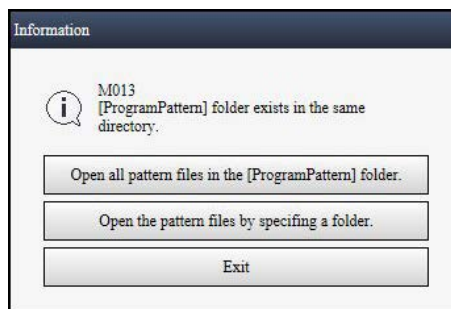 Information
M013
[ProgramPattern] folder exists in the same
directory.
Open all pattern files in the [ProgramPattern] folder.
Open the pattern files by specifing a folder.
Exit